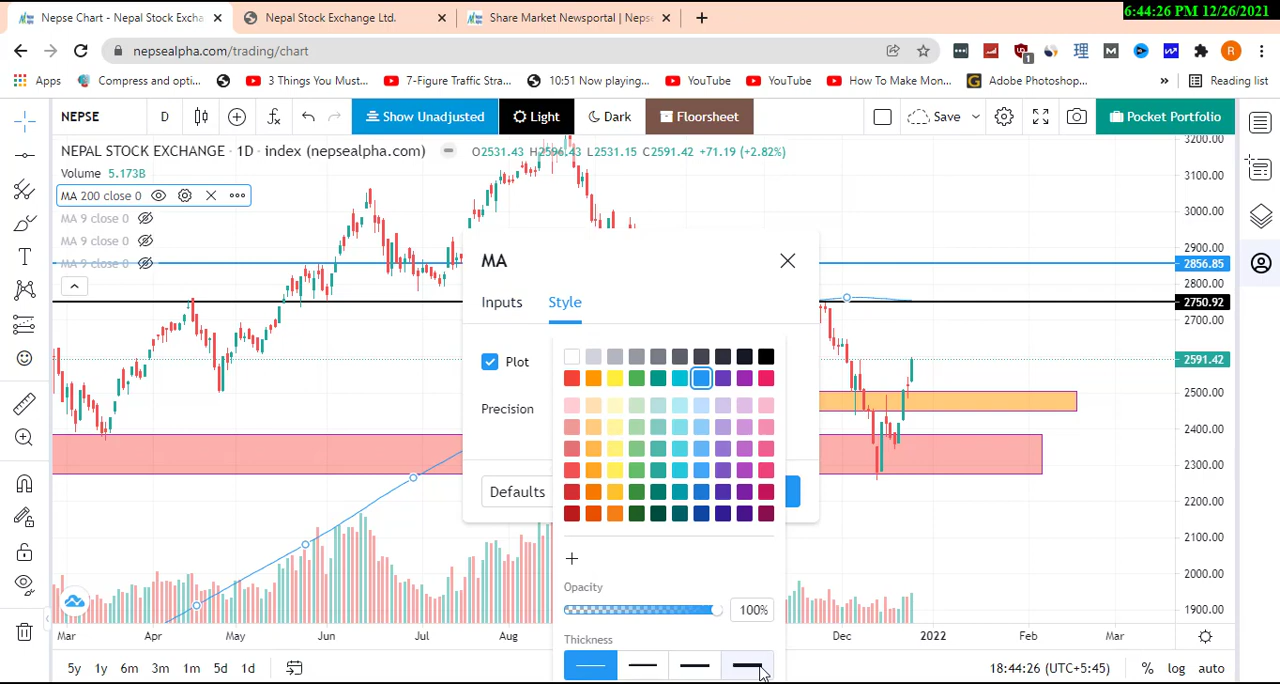 6:44:26 PM 12/26/2021
Nepse Chart - Nepal Stock Excha
Nepal Stock Exchange Ltd.
Share Market Newsportal | Nepse
nepsealpha.com/trading/chart
Apps
Compress and opti...
3 Things You Must...
7-Figure Traffic Stra...
10:51 Now playing...
YouTube
YouTube
How To Make Mon...
Adobe Photoshop...
Reading list
NEPSE
D
Show Unadjusted
Light
Dark
Floorsheet
Save
Pocket Portfolio
NEPAL STOCK EXCHANGE · 1D · index (nepsealpha.com)
O2531.43 H2596.43 L2531.15 C2591.42 +71.19 (+2.82%)
Volume 5.173B
MA 200 close 0
MA 9 close 0
MA 9 close 0
MA 9 close 0
3200.00
3100.00
3000.00
2900.00
2856.85
2800.00
2750.92
2700.00
2591.42
2500.00
2400.00
2300.00
2200.00
2100.00
2000.00
1900.00
MA
Inputs
Style
Plot
Precision
Defaults
Opacity
100%
Thickness
Mar
Apr
May
Jun
Jul
Aug
Dec
2022
Feb
Mar
5y
1y
6m
3m
1m
5d
1d
18:44:26 (UTC+5:45)
%
log
auto